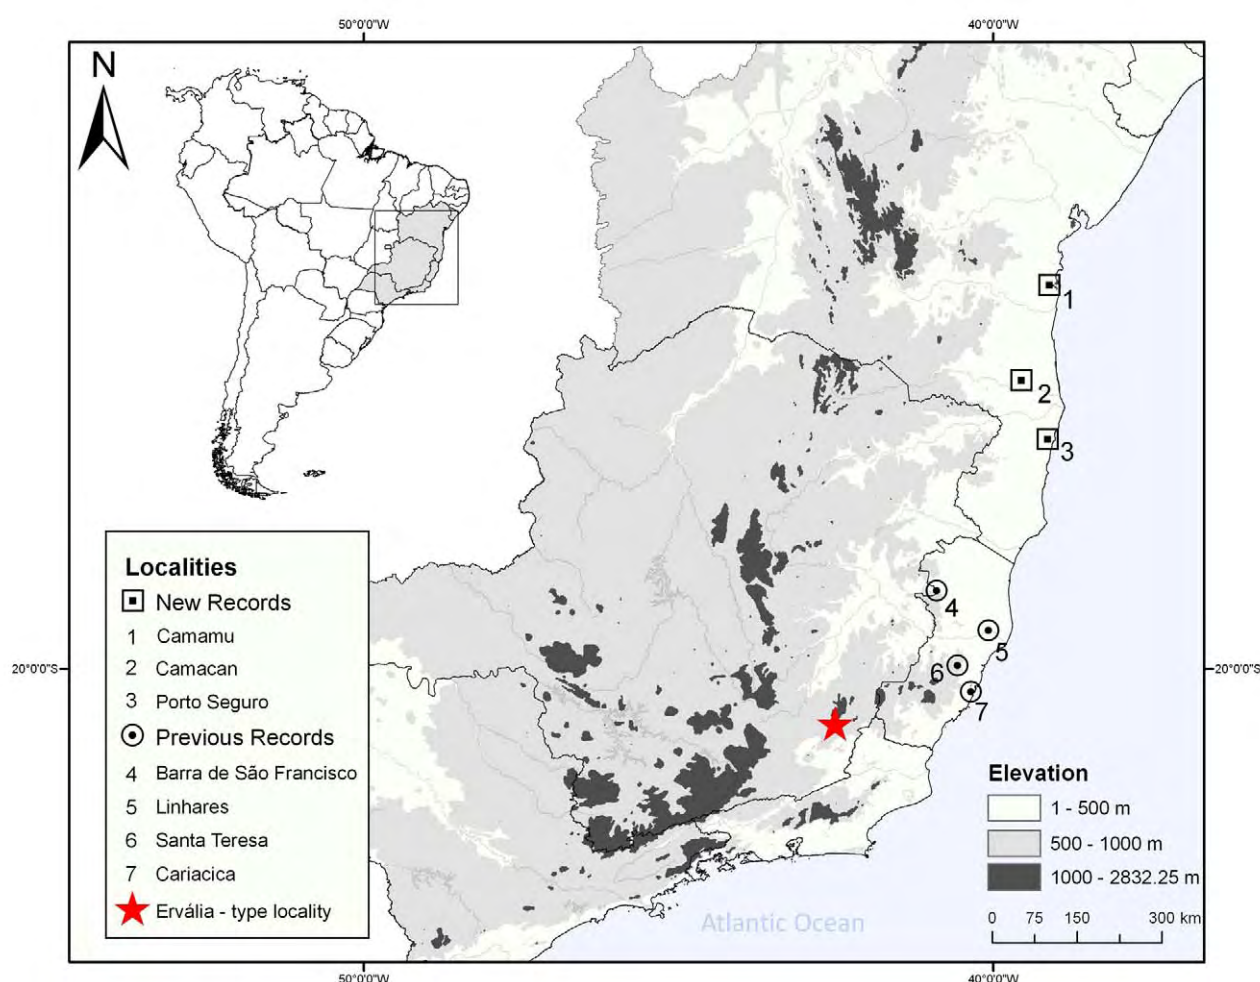 50°0'0"W
40°0'0"W
N
1
2
3
4
5
6
7
20°0'0"S
20°0'0"S
Localities
New Records
1 Camamu
2 Camacan
3 Porto Seguro
Previous Records
4 Barra de São Francisco
5 Linhares
6 Santa Teresa
7 Cariacica
Ervália - type locality
Elevation
1 - 500 m
500 - 1000 m
1000 - 2832.25 m
0 75 150 300 km
Atlantic Ocean
50°0'0"W
40°0'0"W